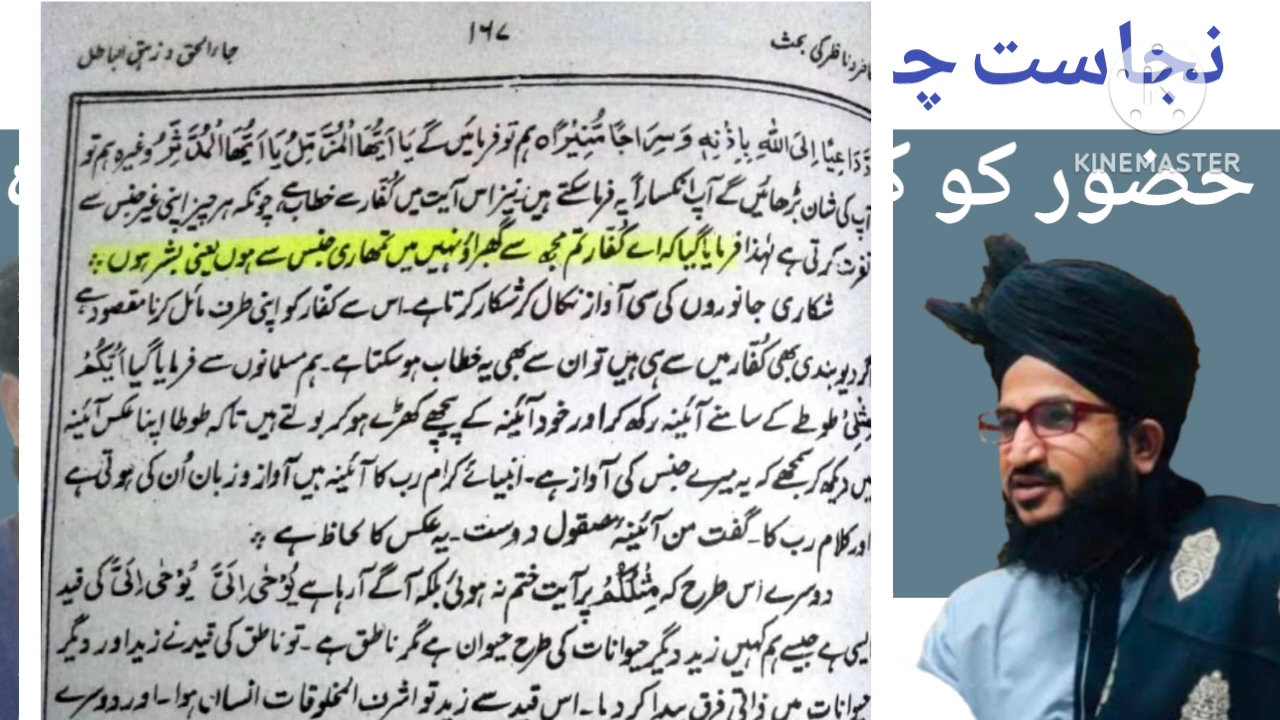 نجاست چ
KINEMASTER
حضور کو ک
ہ
جاء الحق و زہق الباطل
۱۶۷
ناظر کی بحث
وَّدَاعِيًا اِلَى اللّٰهِ بِاِذْنِهٖ وَسِرَاجًا مُّنِيْرًا ہ ہم تو فرمائیں گے يَا اَيُّهَا الْمُزَّمِّلُ يَا اَيُّهَا الْمُدَّثِّرُ وغیرہ ہم تو
آپ کی شان بڑھائیں گے آپ انکساراً یہ فرما سکتے ہیں نیز اس آیت میں کُفّار سے خطاب ہے چونکہ ہر چیز اپنی غیر جنس سے
نفرت کرتی ہے لہٰذا فرمایا گیا کہ اے کُفّار تم مجھ سے گھبراؤ نہیں میں تمہاری جنس سے ہوں یعنی بشر ہوں ۔
شکاری جانوروں کی سی آواز نکال کر شکار کرتا ہے۔ اس سے کفار کو اپنی طرف مائل کرنا مقصود ہے
اگر دیوبندی بھی کُفّار میں سے ہی ہیں تو ان سے بھی یہ خطاب ہو سکتا ہے۔ ہم مسلمانوں سے فرمایا گیا اَيُّكُمْ
مِثْلِيْ طوطے کے سامنے آئینہ رکھ کر اور خود آئینہ کے پیچھے کھڑے ہو کر بولتے ہیں تاکہ طوطا اپنا عکس آئینہ
میں دیکھ کر سمجھے کہ یہ میرے جنس کی آواز ہے۔ انبیائے کرام رب کا آئینہ ہیں آواز و زبان اُن کی ہوتی ہے
اور کلام رب کا۔ گفت من آئینۂ مصقول دوست۔ یہ عکس کا لحاظ ہے ۔
دوسرے اس طرح کہ مِثْلُكُمْ پر آیت ختم نہ ہوئی بلکہ آگے آ رہا ہے يُوْحٰى اِلَيَّ يُوْحٰى اِلَيَّ کی قید
ایسی ہے جیسے ہم کہیں زید دیگر حیوانات کی طرح حیوان ہے مگر ناطق ہے۔ تو ناطق کی قید نے زید اور دیگر
حیوانات میں ذاتی فرق پیدا کر دیا۔ اس قید سے زید تو اشرف المخلوقات انسان ہوا۔ اور دوسرے